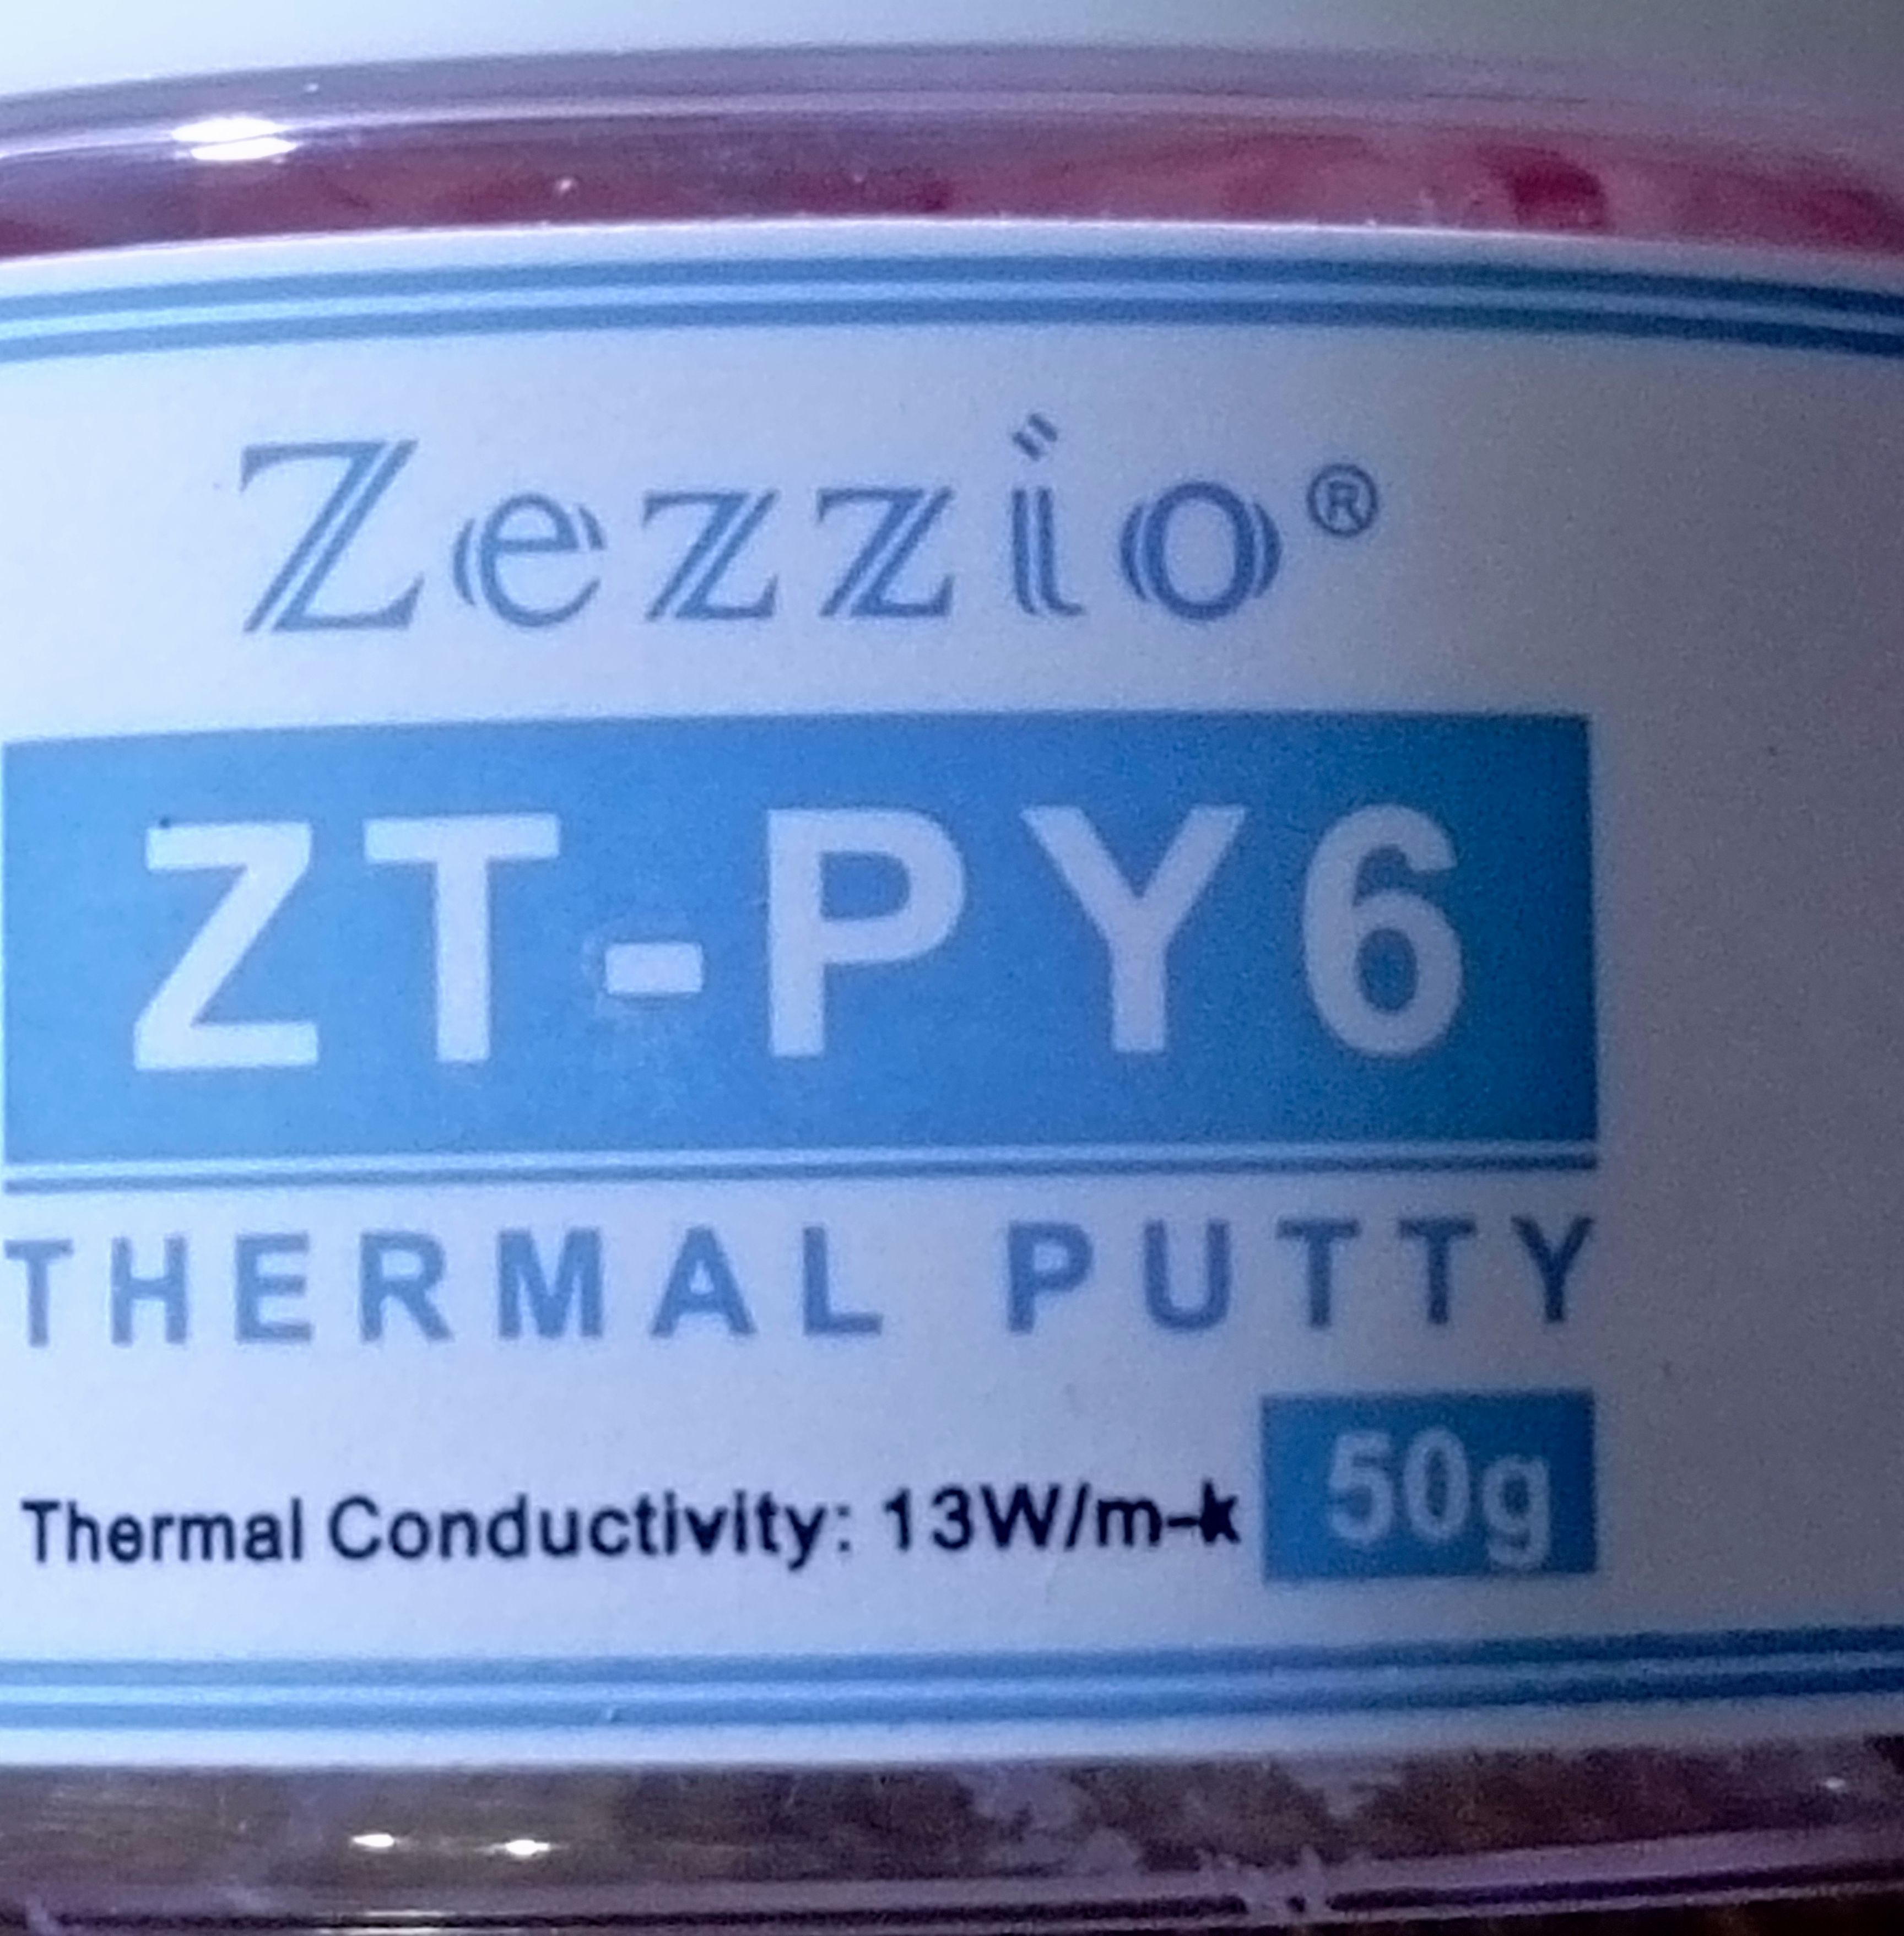 Zezzio®
ZT-PY6
THERMAL PUTTY
Thermal Conductivity: 13W/m-k
50g